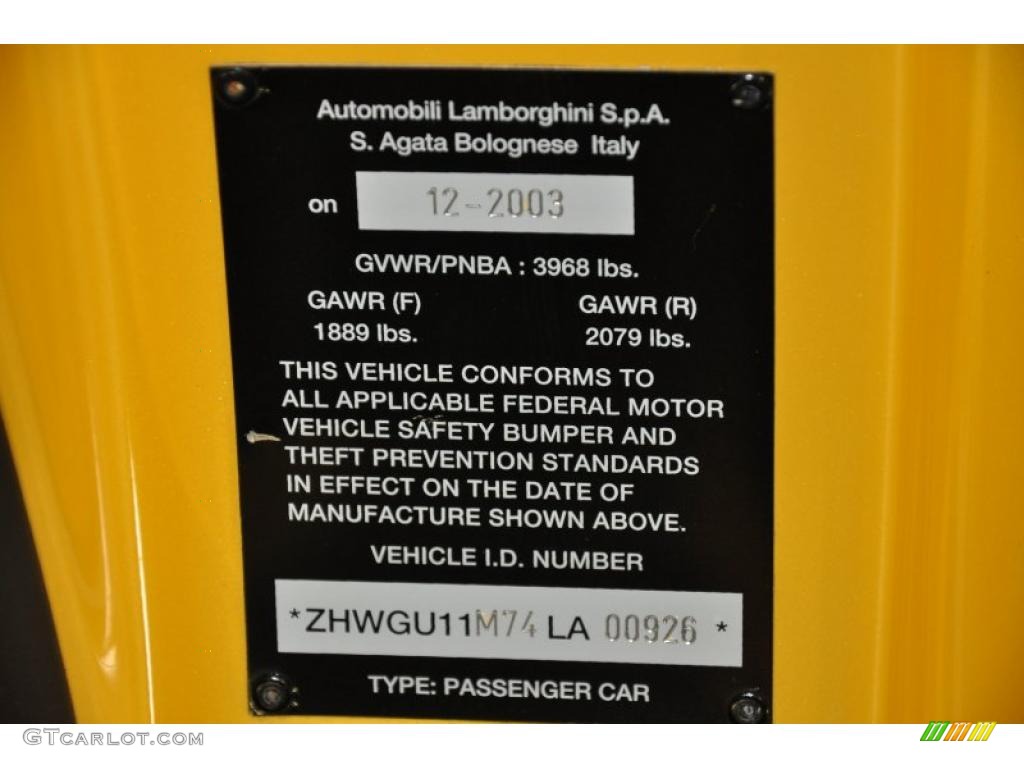 Automobili Lamborghini S.p.A.
S. Agata Bolognese Italy
on 12-2003
GVWR/PNBA : 3968 lbs.
GAWR (F) GAWR (R)
1889 lbs. 2079 lbs.
THIS VEHICLE CONFORMS TO
ALL APPLICABLE FEDERAL MOTOR
VEHICLE SAFETY BUMPER AND
THEFT PREVENTION STANDARDS
IN EFFECT ON THE DATE OF
MANUFACTURE SHOWN ABOVE.
VEHICLE I.D. NUMBER
*ZHWGU11M74 LA 00926 *
TYPE: PASSENGER CAR
GTCARLOT.COM